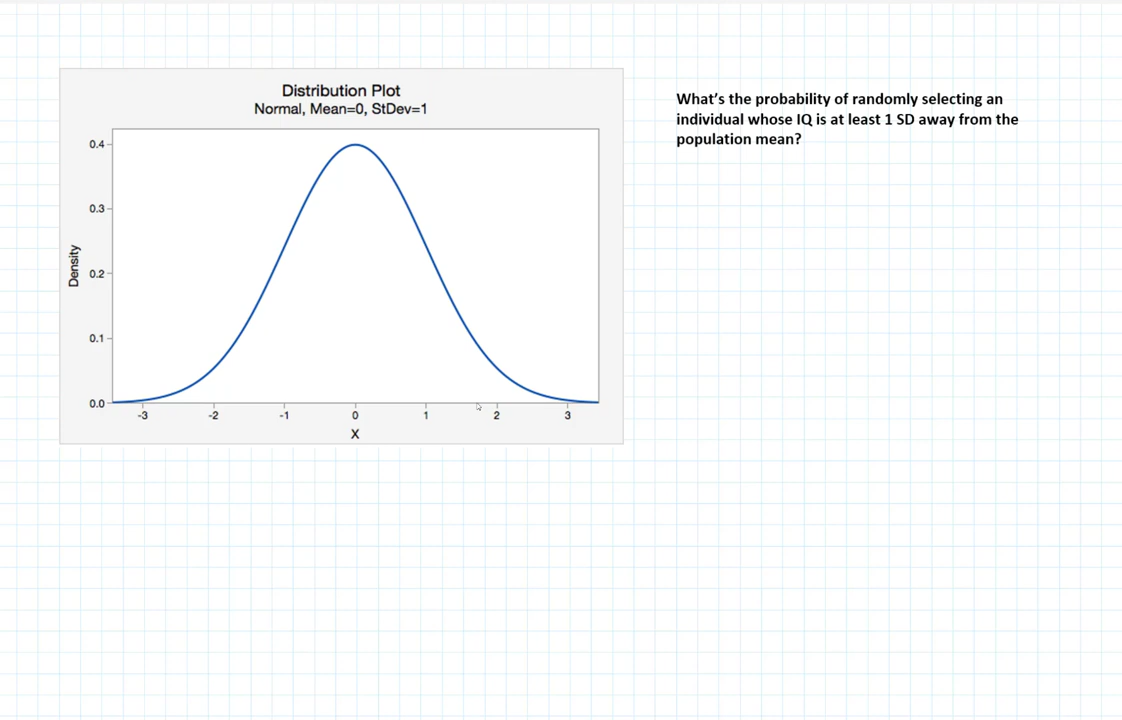 Distribution Plot
Normal, Mean=0, StDev=1
What's the probability of randomly selecting an
individual whose IQ is at least 1 SD away from the
population mean?
0.4
0.3
0.2
0.1
0.0
Density
-3 -2 -1 0 1 2 3
X